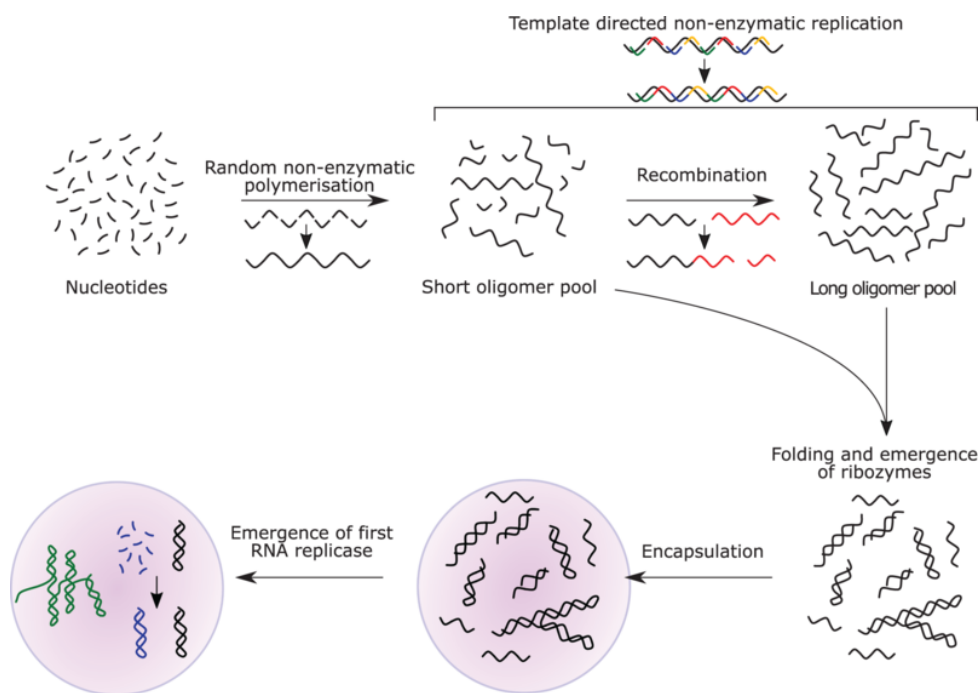 Template directed non-enzymatic replication
Random non-enzymatic
polymerisation
Recombination
Nucleotides
Short oligomer pool
Long oligomer pool
Folding and emergence
of ribozymes
Emergence of first
RNA replicase
Encapsulation